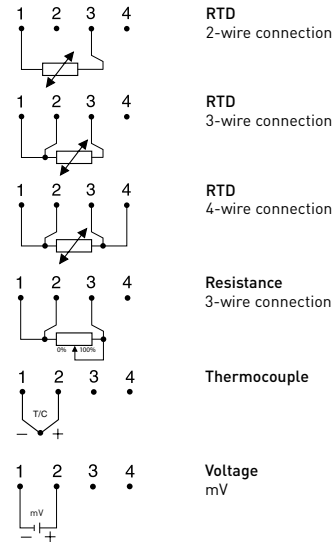 1 2 3 4
RTD
2-wire connection
1 2 3 4
RTD
3-wire connection
1 2 3 4
RTD
4-wire connection
1 2 3 4
Resistance
3-wire connection
0% 100%
1 2 3 4
Thermocouple
T/C
– +
1 2 3 4
Voltage
mV
mV
– +